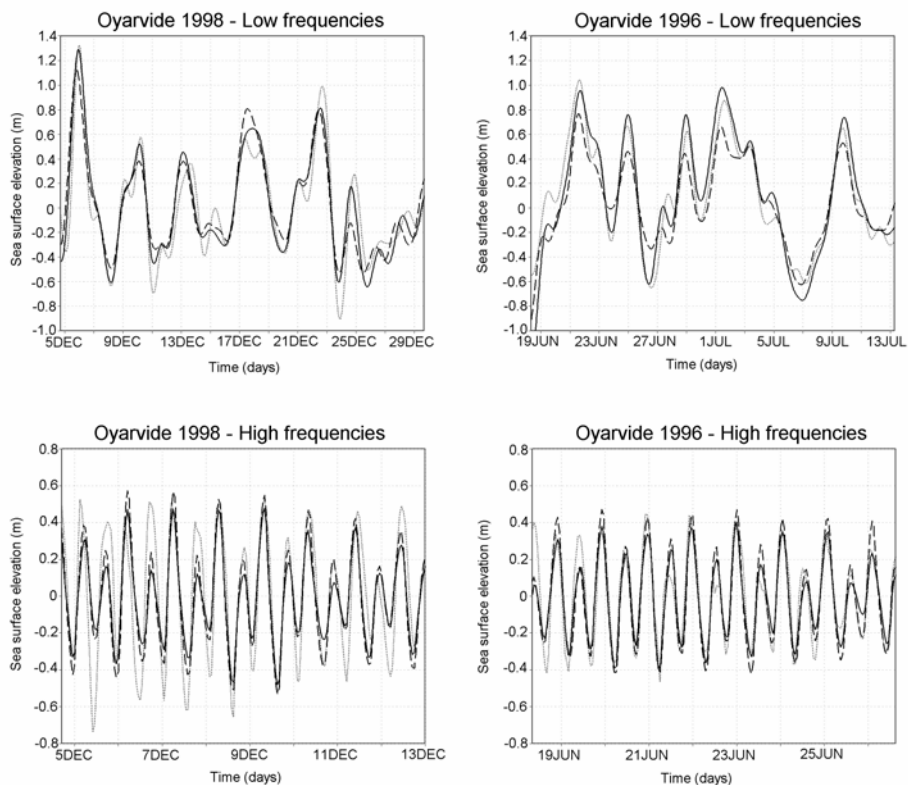 Oyarvide 1998 - Low frequencies
Sea surface elevation (m)
1.4
1.2
1.0
0.8
0.6
0.4
0.2
0
-0.2
-0.4
-0.6
-0.8
-1.0
5DEC 9DEC 13DEC 17DEC 21DEC 25DEC 29DEC
Time (days)
Oyarvide 1996 - Low frequencies
Sea surface elevation (m)
1.4
1.2
1.0
0.8
0.6
0.4
0.2
0
-0.2
-0.4
-0.6
-0.8
-1.0
19JUN 23JUN 27JUN 1JUL 5JUL 9JUL 13JUL
Time (days)
Oyarvide 1998 - High frequencies
Sea surface elevation (m)
0.8
0.6
0.4
0.2
0
-0.2
-0.4
-0.6
-0.8
5DEC 7DEC 9DEC 11DEC 13DEC
Time (days)
Oyarvide 1996 - High frequencies
Sea surface elevation (m)
0.8
0.6
0.4
0.2
0
-0.2
-0.4
-0.6
-0.8
19JUN 21JUN 23JUN 25JUN
Time (days)